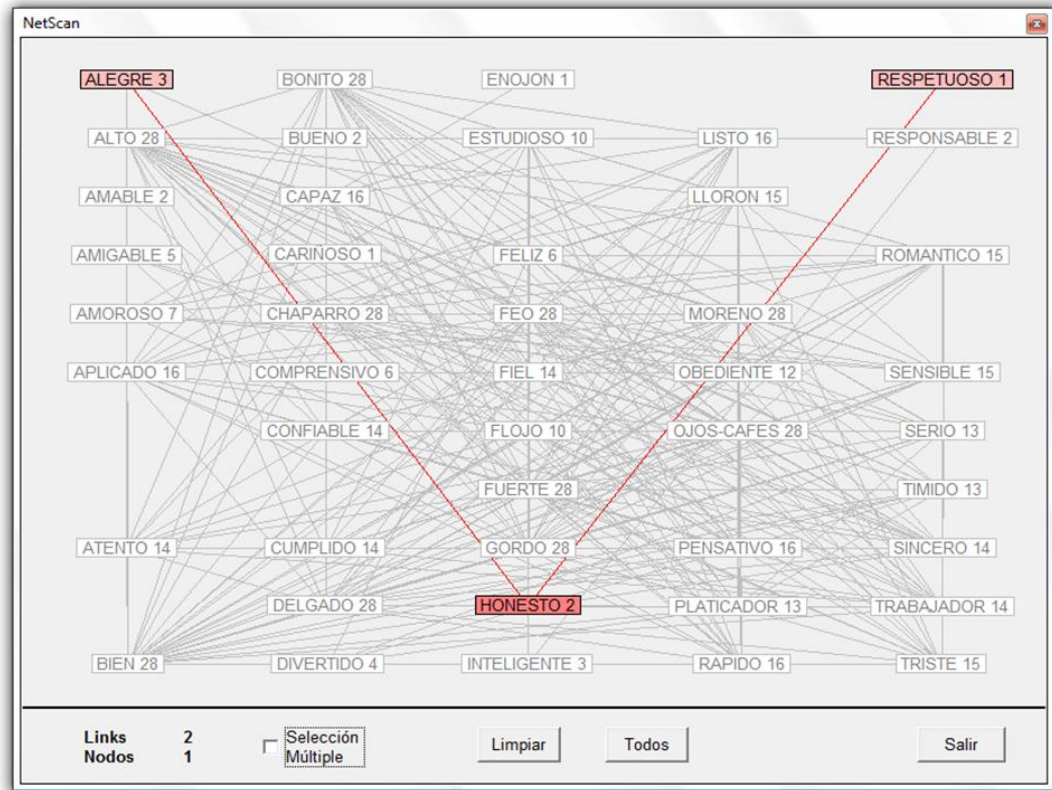 NetScan
ALEGRE 3 BONITO 28 ENOJON 1 RESPETUOSO 1
ALTO 28 BUENO 2 ESTUDIOSO 10 LISTO 16 RESPONSABLE 2
AMABLE 2 CAPAZ 16 LLORON 15
AMIGABLE 5 CARINOSO 1 FELIZ 6 ROMANTICO 15
AMOROSO 7 CHAPARRO 28 FEO 28 MORENO 28
APLICADO 16 COMPRENSIVO 6 FIEL 14 OBEDIENTE 12 SENSIBLE 15
CONFIABLE 14 FLOJO 10 OJOS-CAFES 28 SERIO 13
FUERTE 28 TIMIDO 13
ATENTO 14 CUMPLIDO 14 GORDO 28 PENSATIVO 16 SINCERO 14
DELGADO 28 HONESTO 2 PLATICADOR 13 TRABAJADOR 14
BIEN 28 DIVERTIDO 4 INTELIGENTE 3 RAPIDO 16 TRISTE 15
Links 2 Selección
Nodos 1 Múltiple
Limpiar Todos Salir